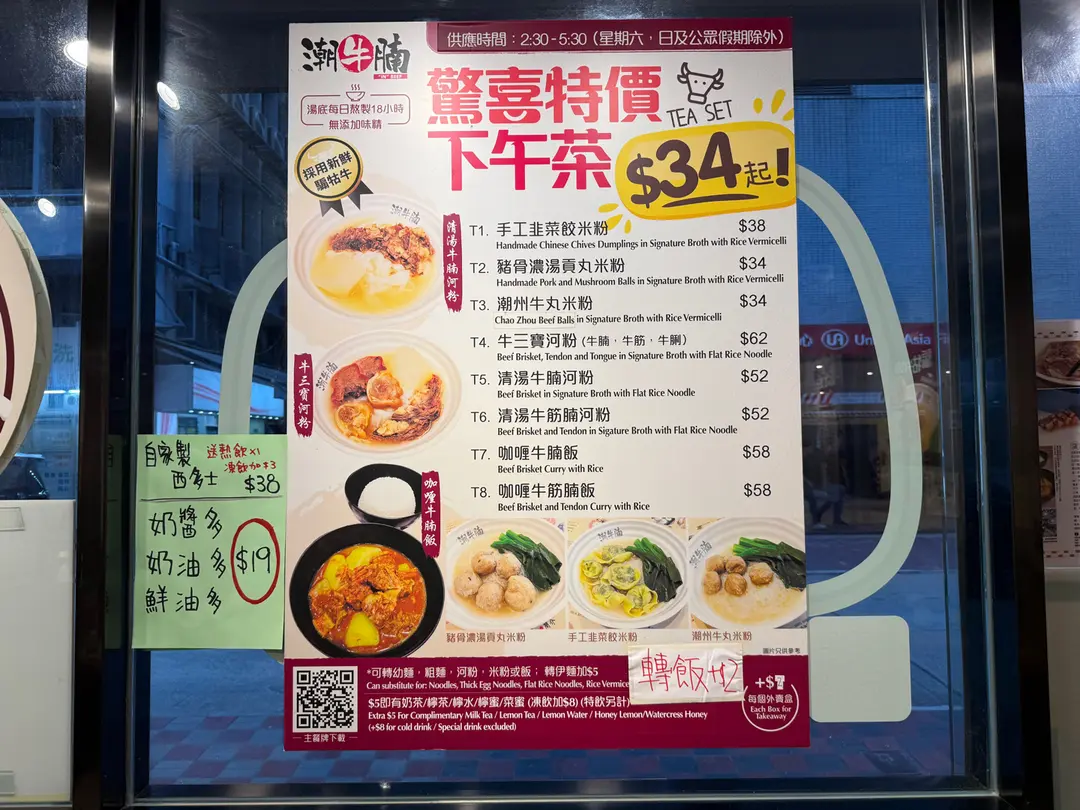 潮牛腩
"IN" BEEF
供應時間：2:30-5:30（星期六，日及公眾假期除外）
湯底每日熬製18小時
無添加味精
採用新鮮
騸牯牛
驚喜特價
下午茶
TEA SET
$34起!
清湯牛腩河粉
T1. 手工韭菜餃米粉 $38
Handmade Chinese Chives Dumplings in Signature Broth with Rice Vermicelli
T2. 豬骨濃湯貢丸米粉 $34
Handmade Pork and Mushroom Balls in Signature Broth with Rice Vermicelli
T3. 潮州牛丸米粉 $34
Chao Zhou Beef Balls in Signature Broth with Rice Vermicelli
T4. 牛三寶河粉 (牛腩，牛筋，牛脷) $62
Beef Brisket, Tendon and Tongue in Signature Broth with Flat Rice Noodle
牛三寶河粉
T5. 清湯牛腩河粉 $52
Beef Brisket in Signature Broth with Flat Rice Noodle
T6. 清湯牛筋腩河粉 $52
Beef Brisket and Tendon in Sigature Broth with Flat Rice Noodle
T7. 咖喱牛腩飯 $58
Beef Brisket Curry with Rice
T8. 咖喱牛筋腩飯 $58
Beef Brisket and Tendon Curry with Rice
咖喱牛腩飯
豬骨濃湯貢丸米粉
手工韭菜餃米粉
潮州牛丸米粉
圖片只供參考
*可轉幼麵，粗麵，河粉，米粉或飯；轉伊麵加$5
Can substitute for: Noodles, Thick Egg Noodles, Flat Rice Noodles, Rice Vermice
轉飯+$2
$5即有奶茶/檸茶/檸水/檸蜜/菜蜜 (凍飲加$8) (特飲另計)
Extra $5 For Complimentary Milk Tea / Lemon Tea / Lemon Water / Honey Lemon/Watercress Honey
(+$8 for cold drink / Special drink excluded)
每個外賣盒
Each Box for
Takeaway
主餐牌下載
自家製
西多士 $38
送熱飲x1
凍飲加$3
奶醬多
奶油多 $19
鮮油多
UA
Asia